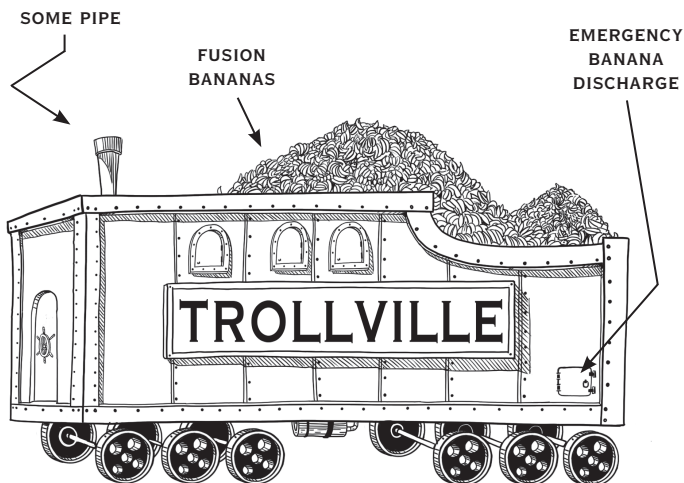 SOME PIPE
FUSION
BANANAS
EMERGENCY
BANANA
DISCHARGE
TROLLVILLE